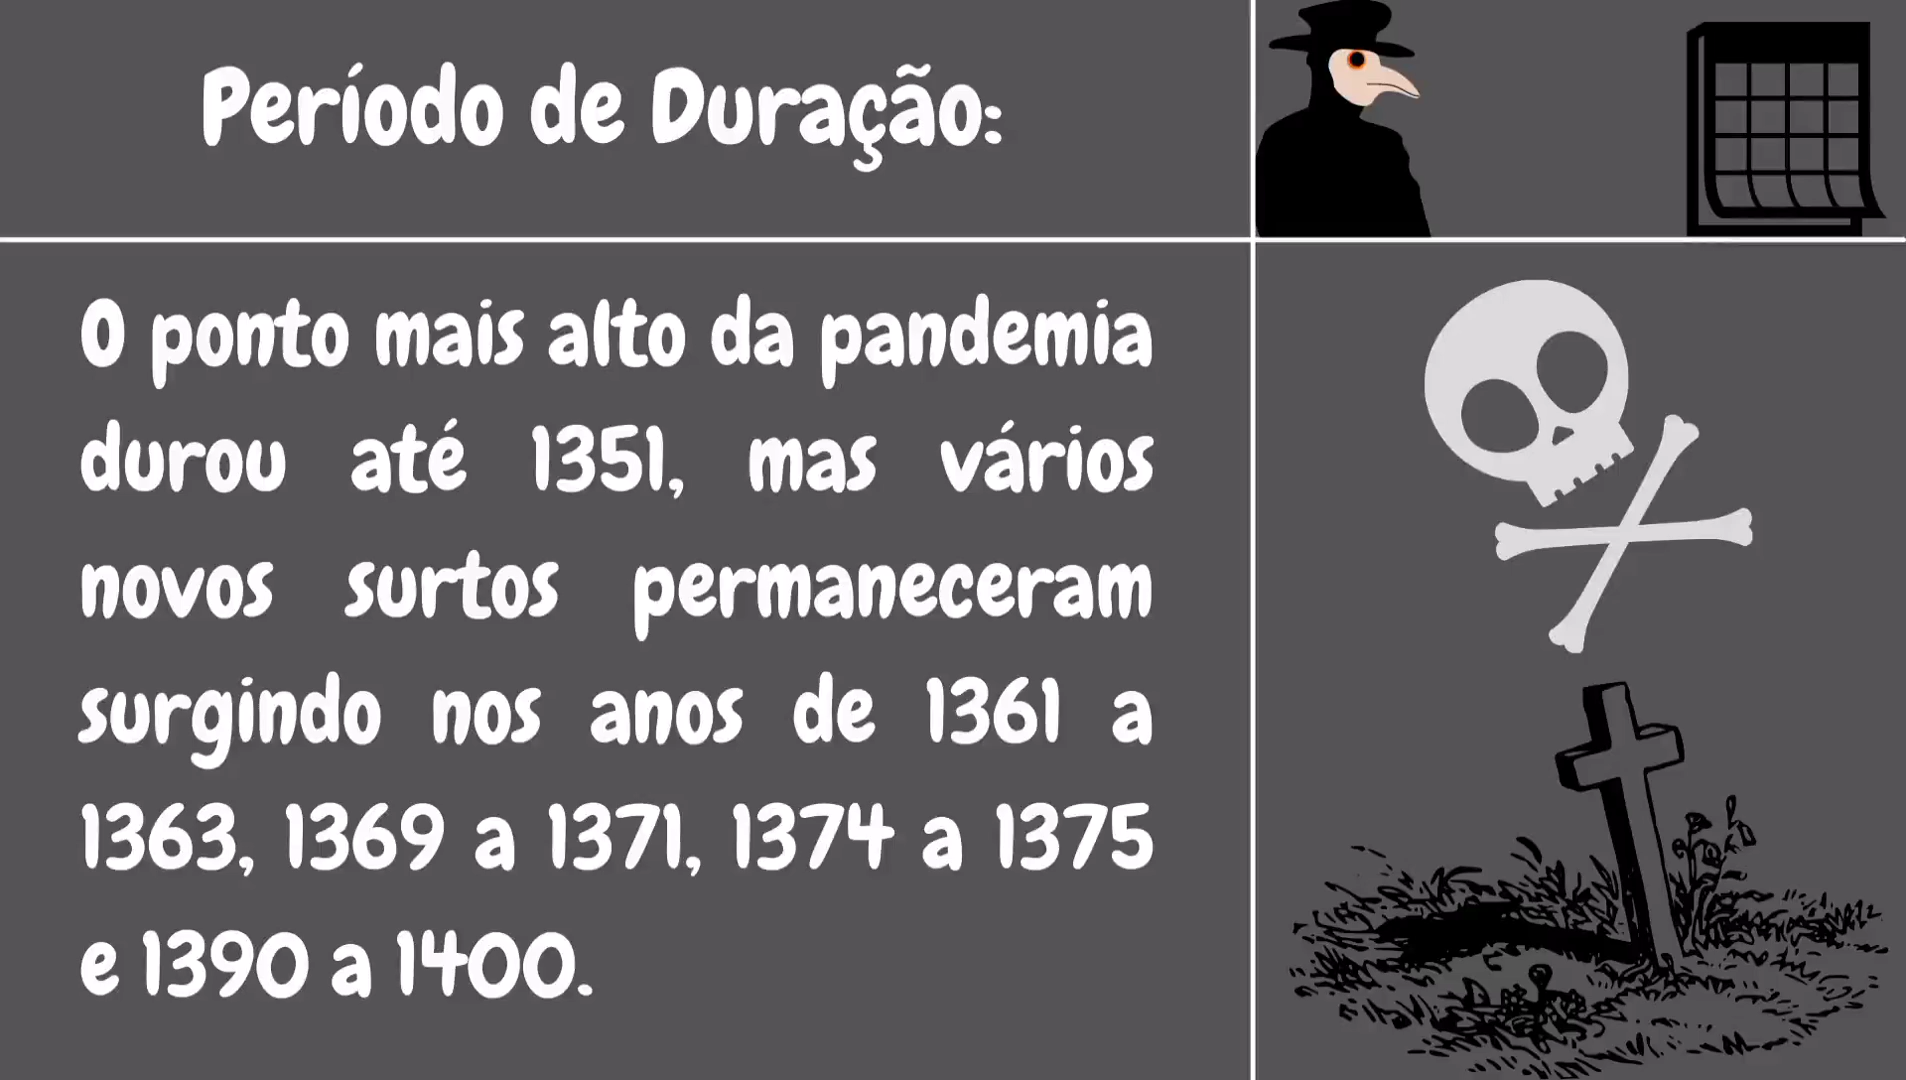 Período de Duração:
O ponto mais alto da pandemia
durou até 1351, mas vários
novos surtos permaneceram
surgindo nos anos de 1361 a
1363, 1369 a 1371, 1374 a 1375
e 1390 a 1400.